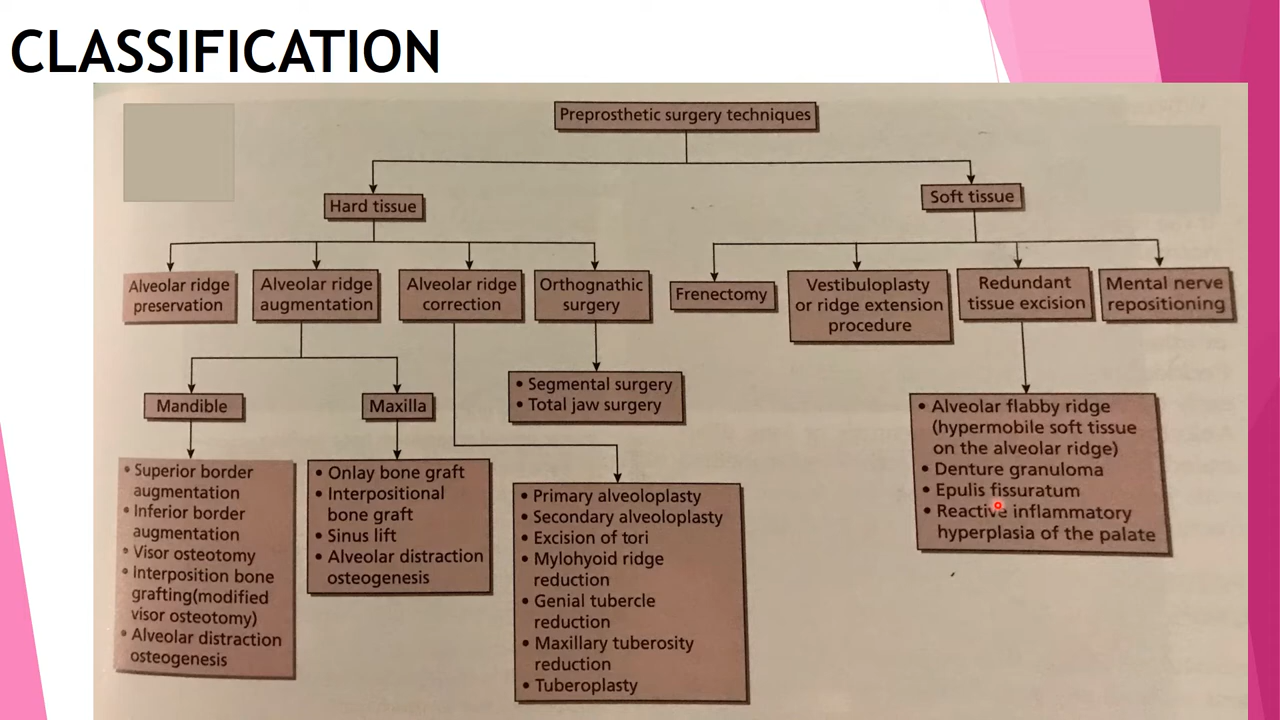 CLASSIFICATION
Preprosthetic surgery techniques
Hard tissue
Soft tissue
Alveolar ridge
preservation
Alveolar ridge
augmentation
Alveolar ridge
correction
Orthognathic
surgery
Frenectomy
Vestibuloplasty
or ridge extension
procedure
Redundant
tissue excision
Mental nerve
repositioning
Mandible
Maxilla
• Segmental surgery
• Total jaw surgery
• Superior border
augmentation
• Inferior border
augmentation
• Visor osteotomy
• Interposition bone
grafting(modified
visor osteotomy)
• Alveolar distraction
osteogenesis
• Onlay bone graft
• Interpositional
bone graft
• Sinus lift
• Alveolar distraction
osteogenesis
• Primary alveoloplasty
• Secondary alveoloplasty
• Excision of tori
• Mylohyoid ridge
reduction
• Genial tubercle
reduction
• Maxillary tuberosity
reduction
• Tuberoplasty
• Alveolar flabby ridge
(hypermobile soft tissue
on the alveolar ridge)
• Denture granuloma
• Epulis fissuratum
• Reactive inflammatory
hyperplasia of the palate